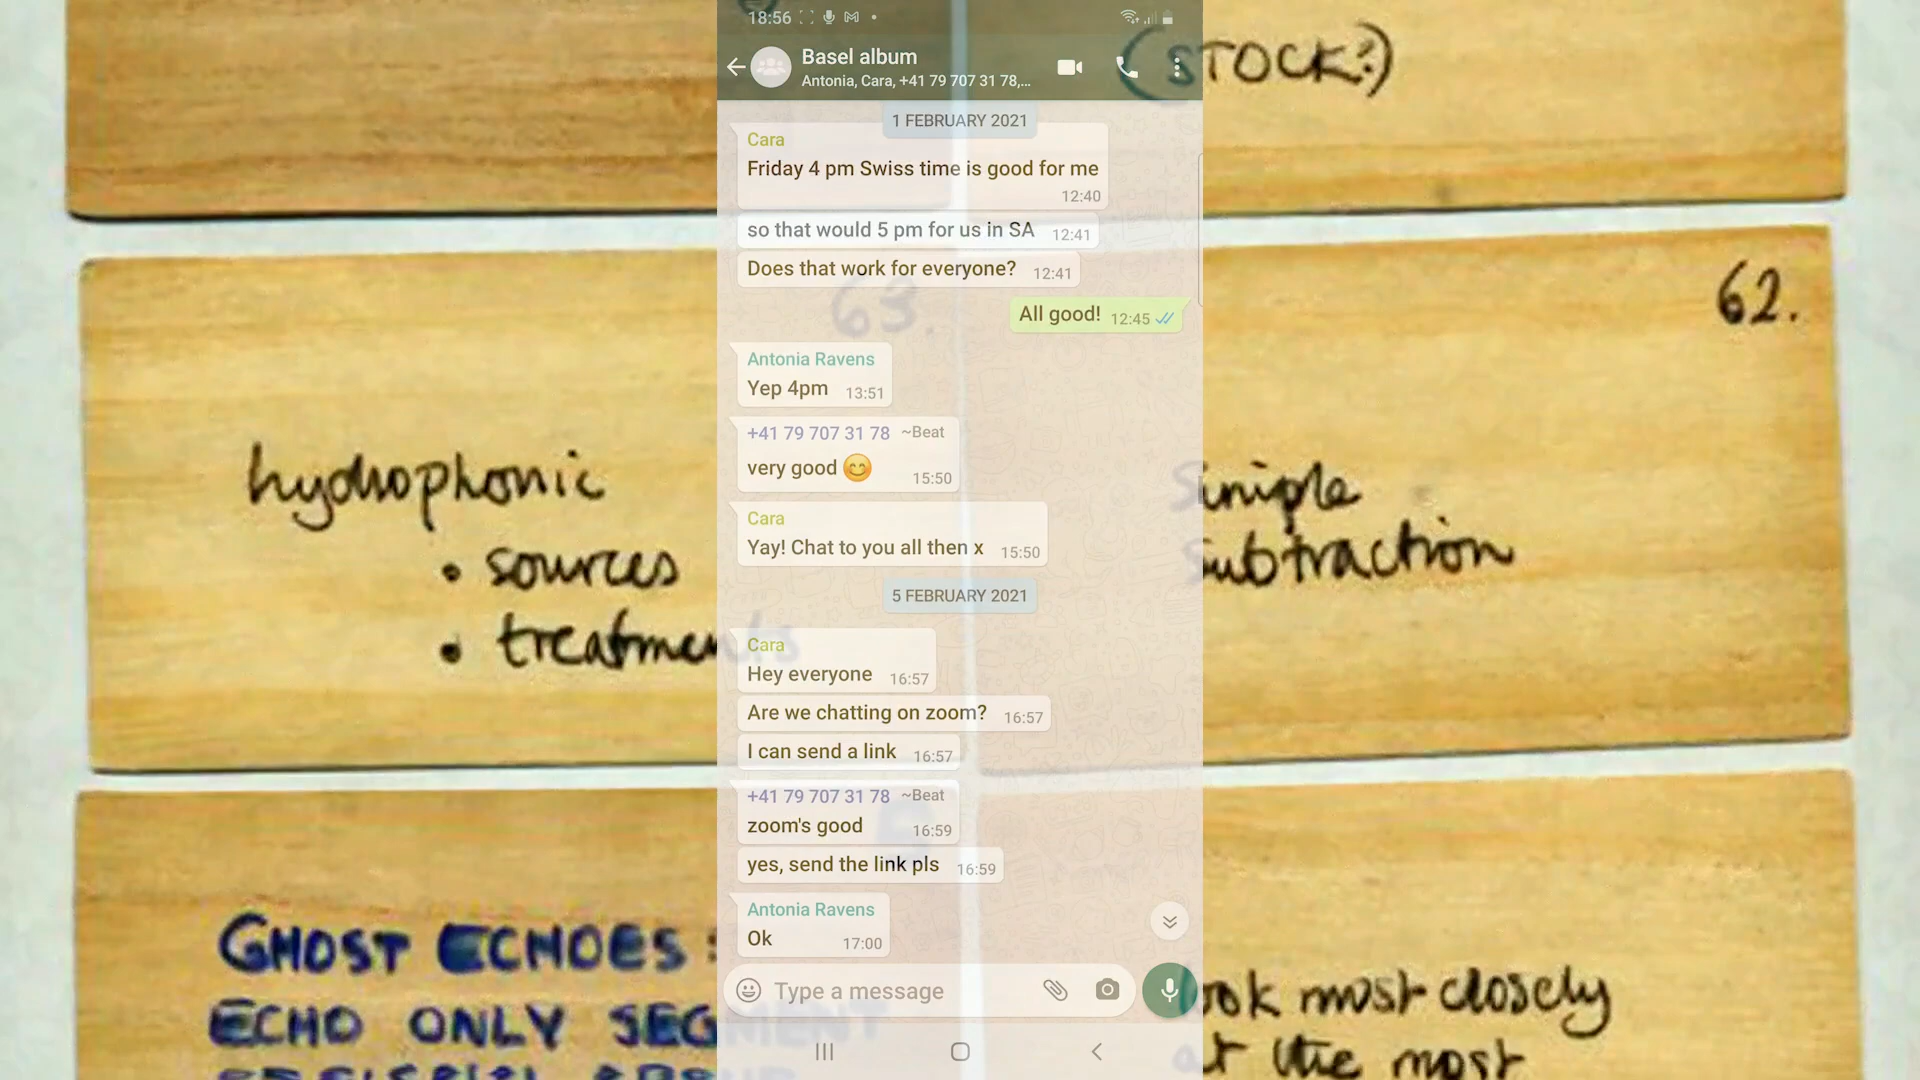 18:56
Basel album
Antonia, Cara, +41 79 707 31 78,...
(STOCK?)
1 FEBRUARY 2021
Cara
Friday 4 pm Swiss time is good for me
12:40
so that would 5 pm for us in SA 12:41
Does that work for everyone? 12:41
63.
62.
All good! 12:45
Antonia Ravens
Yep 4pm 13:51
+41 79 707 31 78 ~Beat
very good 😊 15:50
hydrophonic
• sources
• treatments
Simple
Subtraction
Cara
Yay! Chat to you all then x 15:50
5 FEBRUARY 2021
Cara
Hey everyone 16:57
Are we chatting on zoom? 16:57
I can send a link 16:57
+41 79 707 31 78 ~Beat
zoom's good 16:59
yes, send the link pls 16:59
Antonia Ravens
Ok 17:00
Type a message
GHOST ECHOES:
ECHO ONLY SEGMENT
look most closely
at the most